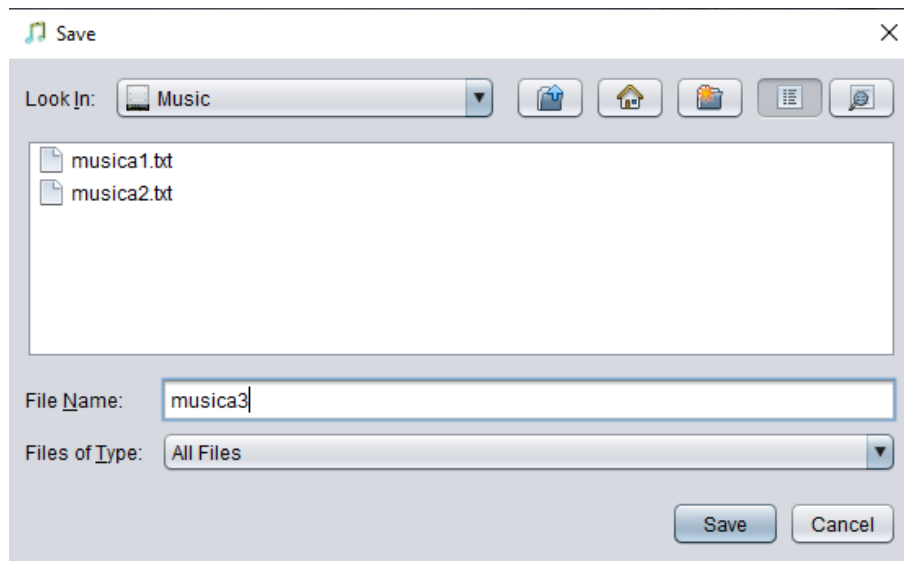 Save
Look In: Music
musica1.txt
musica2.txt
File Name: musica3
Files of Type: All Files
Save Cancel